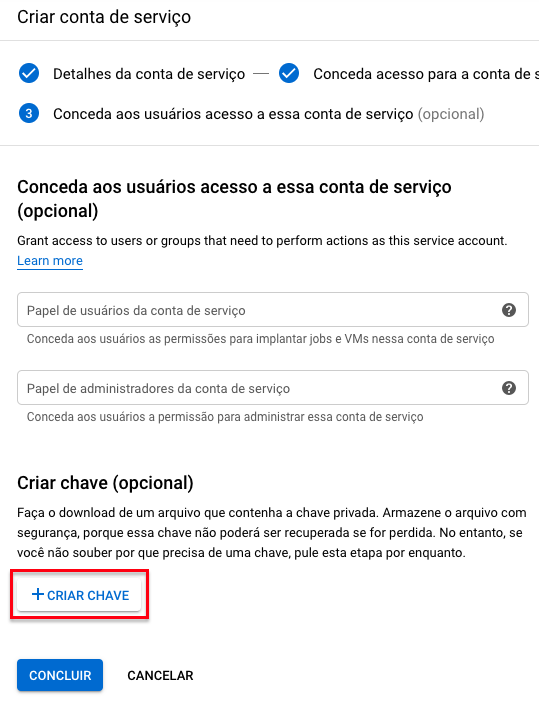 Criar conta de serviço
Detalhes da conta de serviço — Conceda acesso para a conta de s
3 Conceda aos usuários acesso a essa conta de serviço (opcional)
Conceda aos usuários acesso a essa conta de serviço
(opcional)
Grant access to users or groups that need to perform actions as this service account.
Learn more
Papel de usuários da conta de serviço ?
Conceda aos usuários as permissões para implantar jobs e VMs nessa conta de serviço
Papel de administradores da conta de serviço ?
Conceda aos usuários a permissão para administrar essa conta de serviço
Criar chave (opcional)
Faça o download de um arquivo que contenha a chave privada. Armazene o arquivo com
segurança, porque essa chave não poderá ser recuperada se for perdida. No entanto, se
você não souber por que precisa de uma chave, pule esta etapa por enquanto.
+ CRIAR CHAVE
CONCLUIR CANCELAR